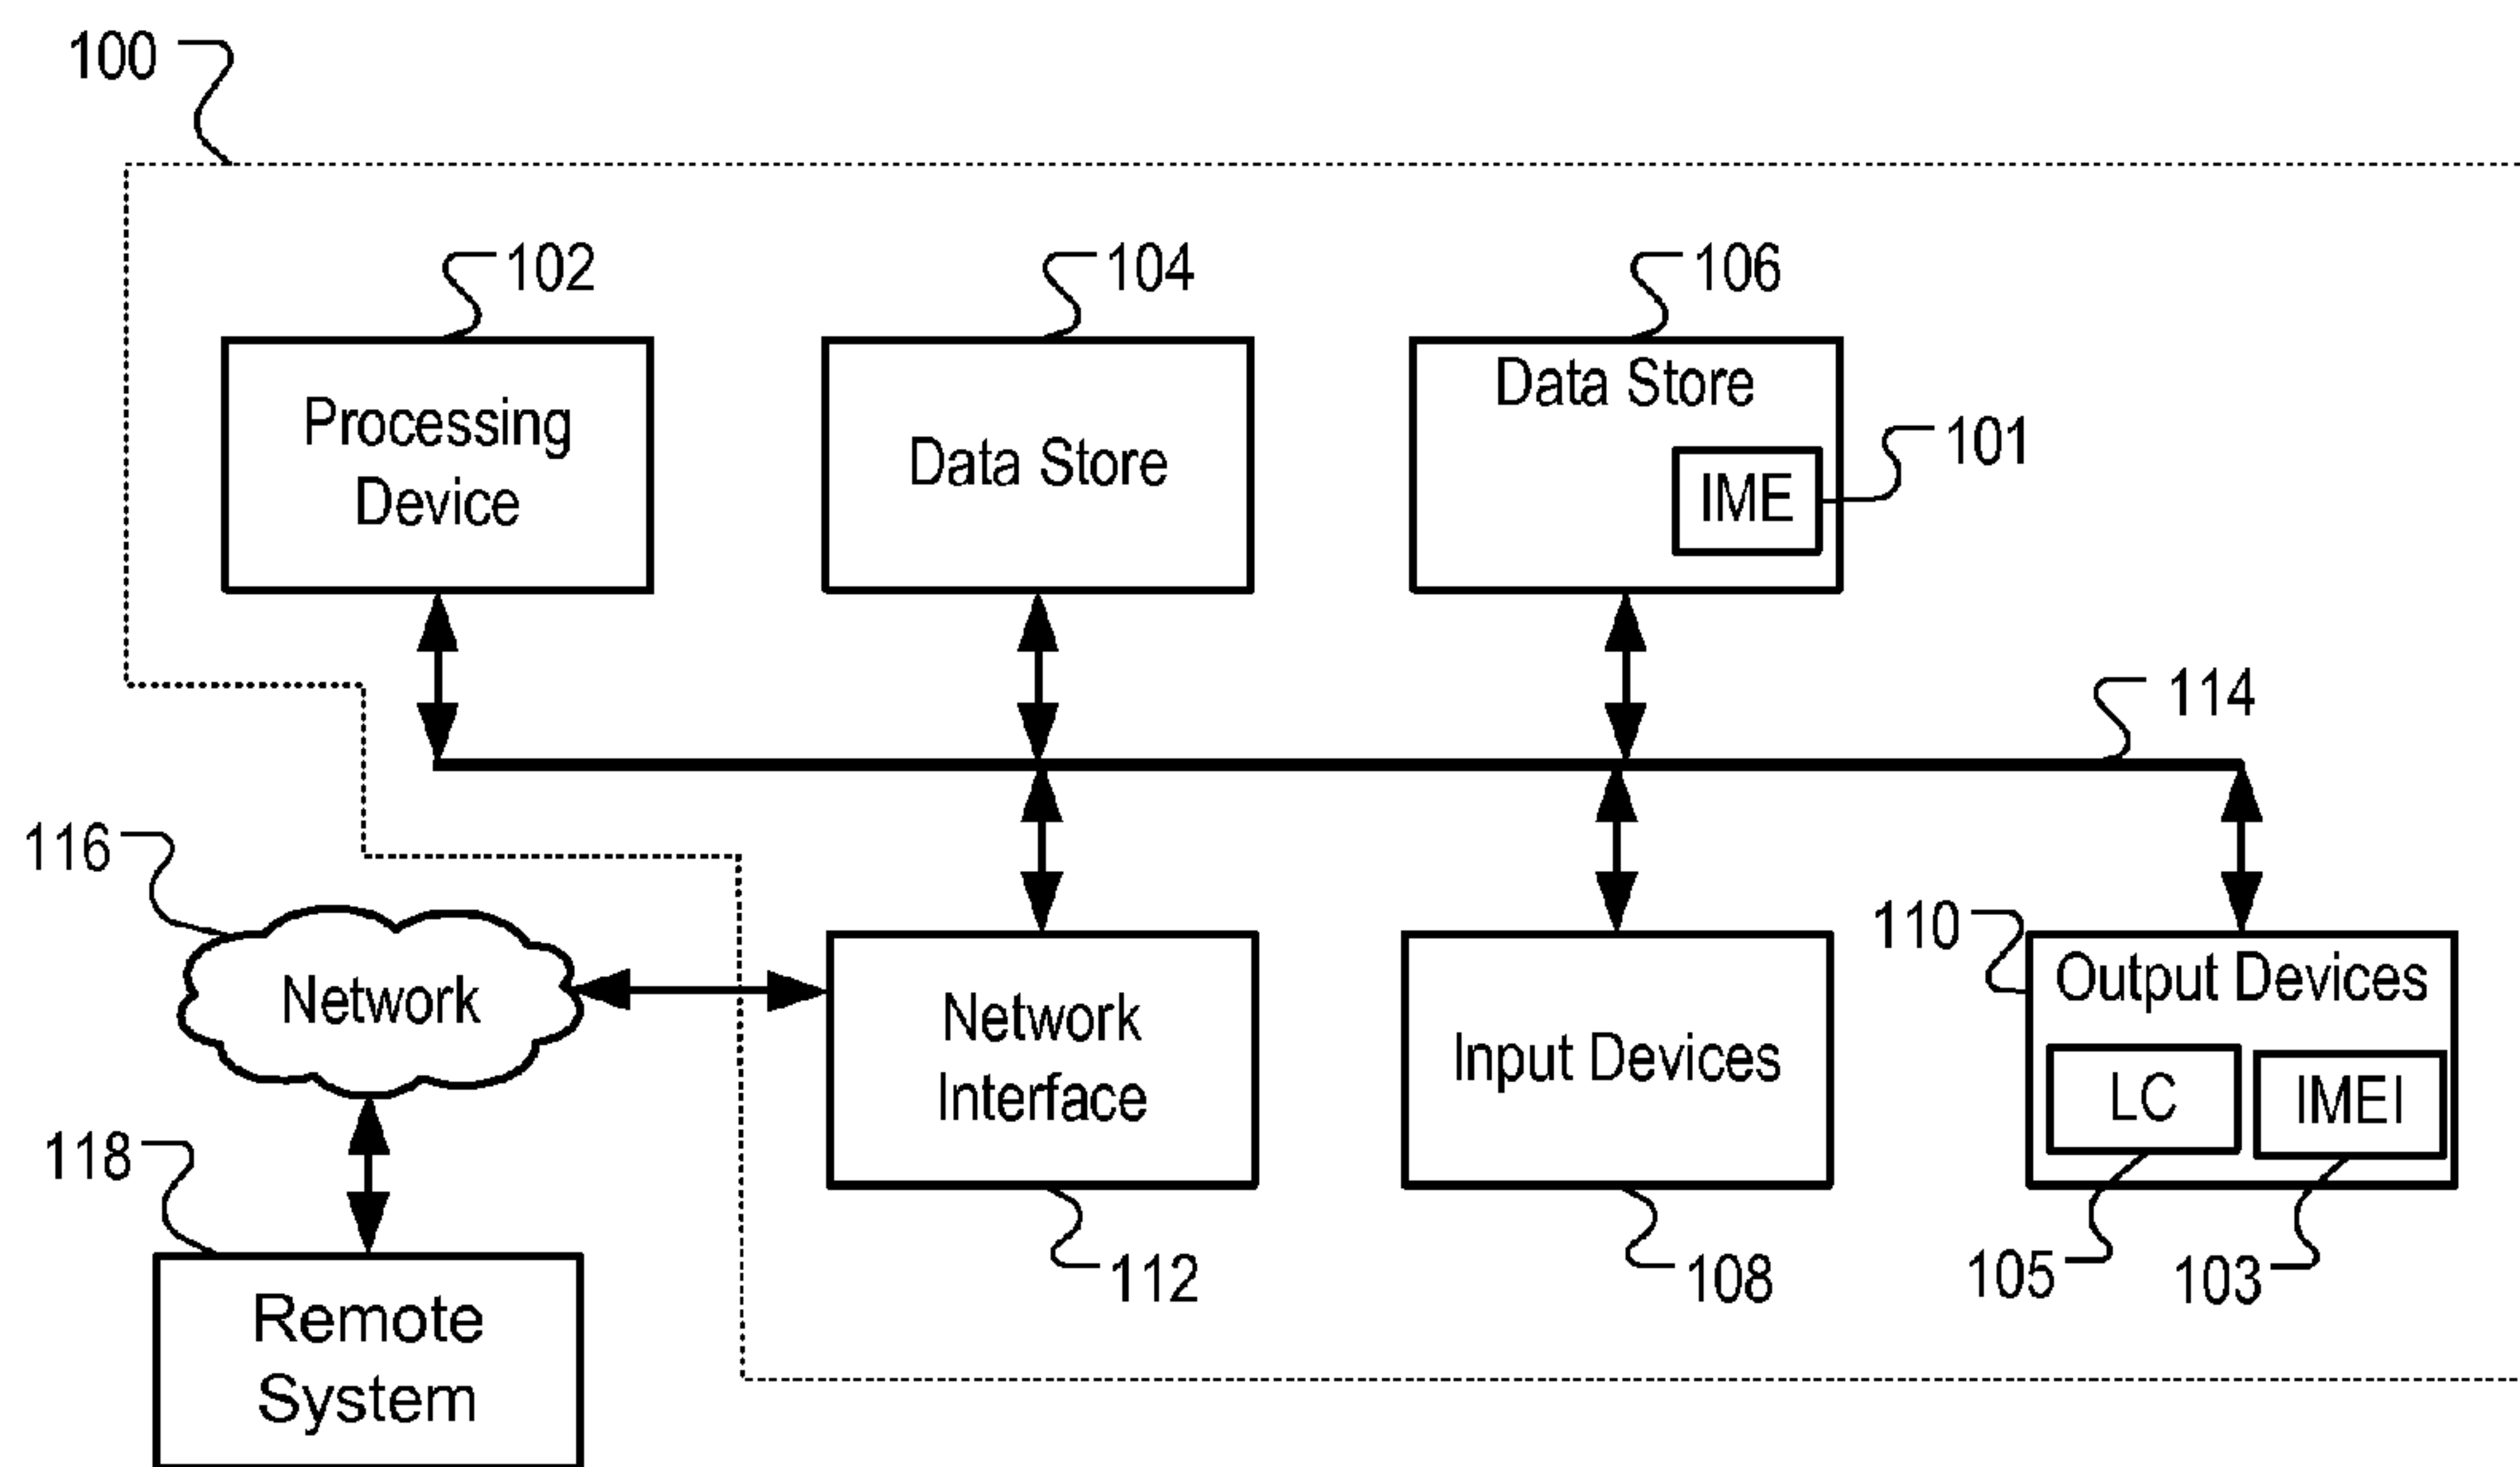 100
102
104
106
Processing
Device
Data Store
Data Store
IME
101
114
116
Network
Network
Interface
Input Devices
110
Output Devices
LC
IMEI
118
112
108
105
103
Remote
System